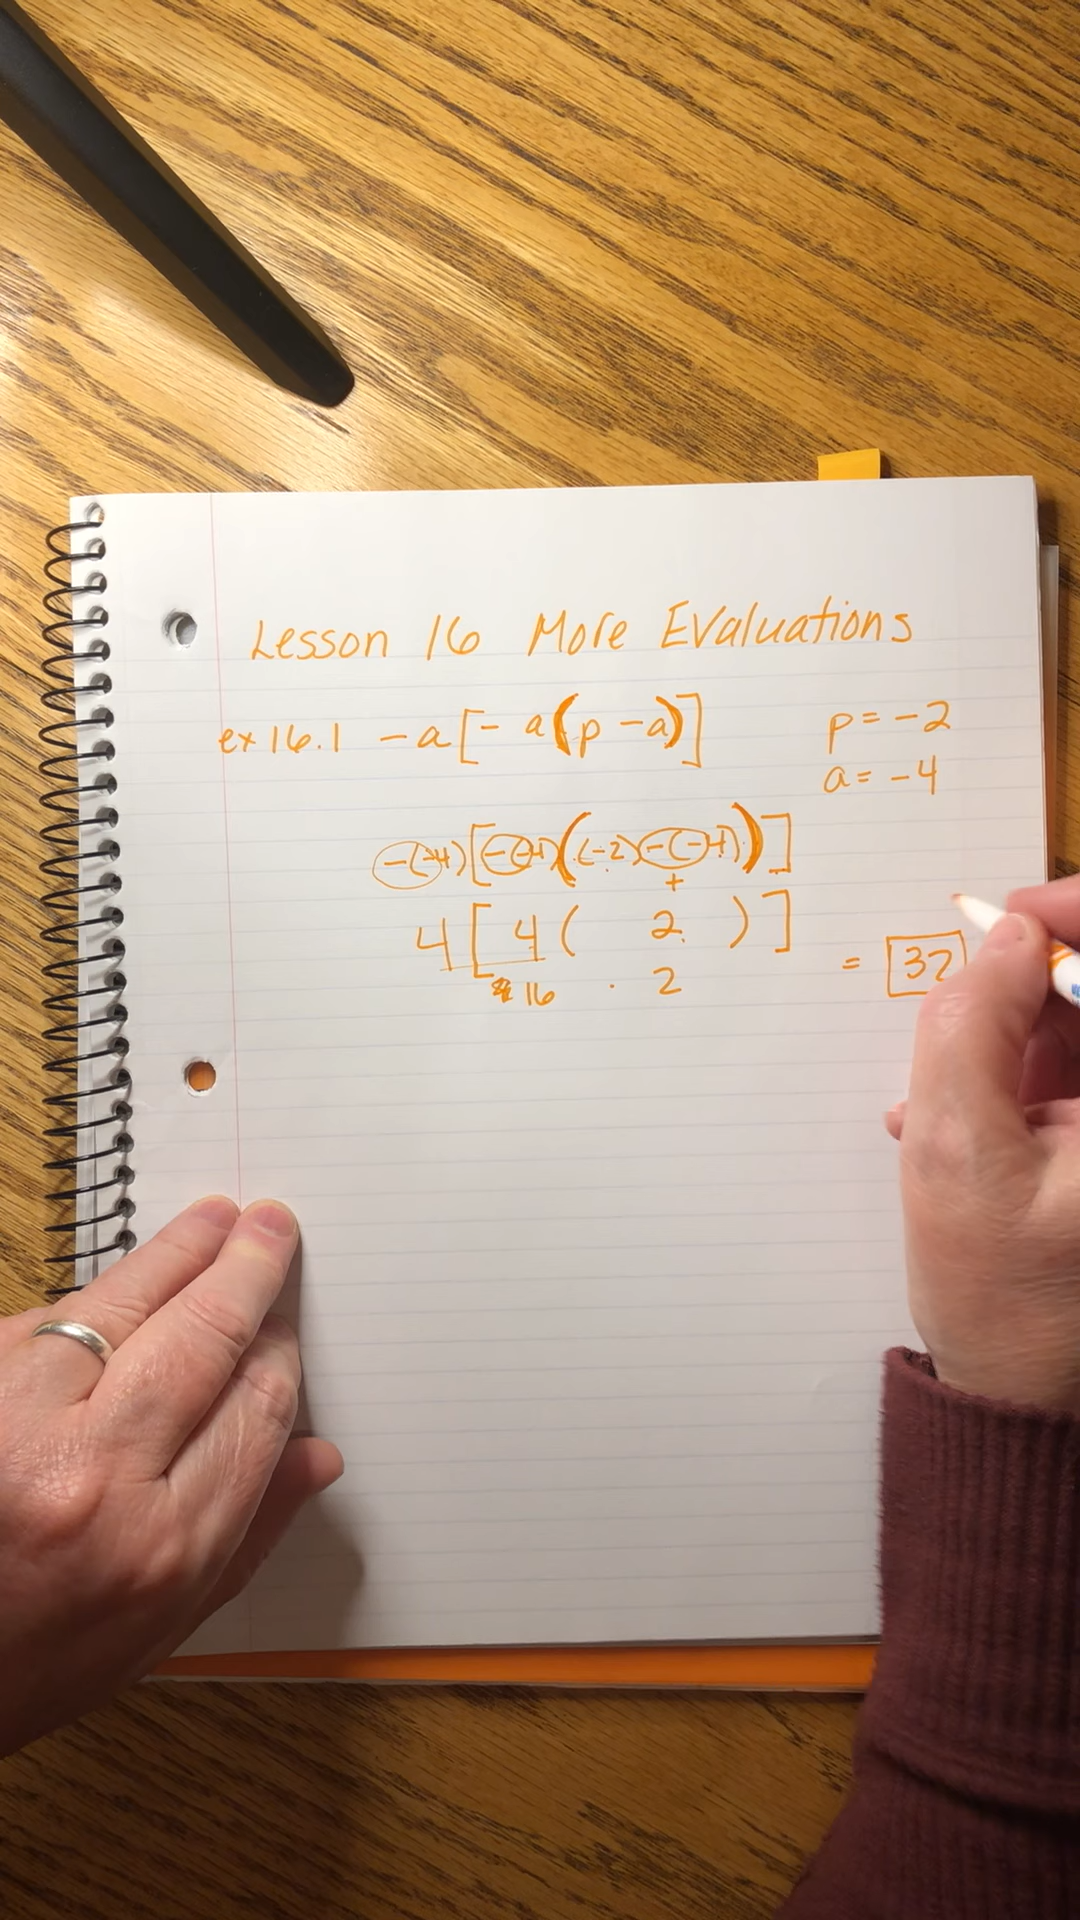 Lesson 16 More Evaluations
ex 16.1 -a[-a(p-a)] p=-2
a=-4
-(-4)[-(-4)((-2)-(-4))]
+
4[4( 2 )]
16 · 2 = 32